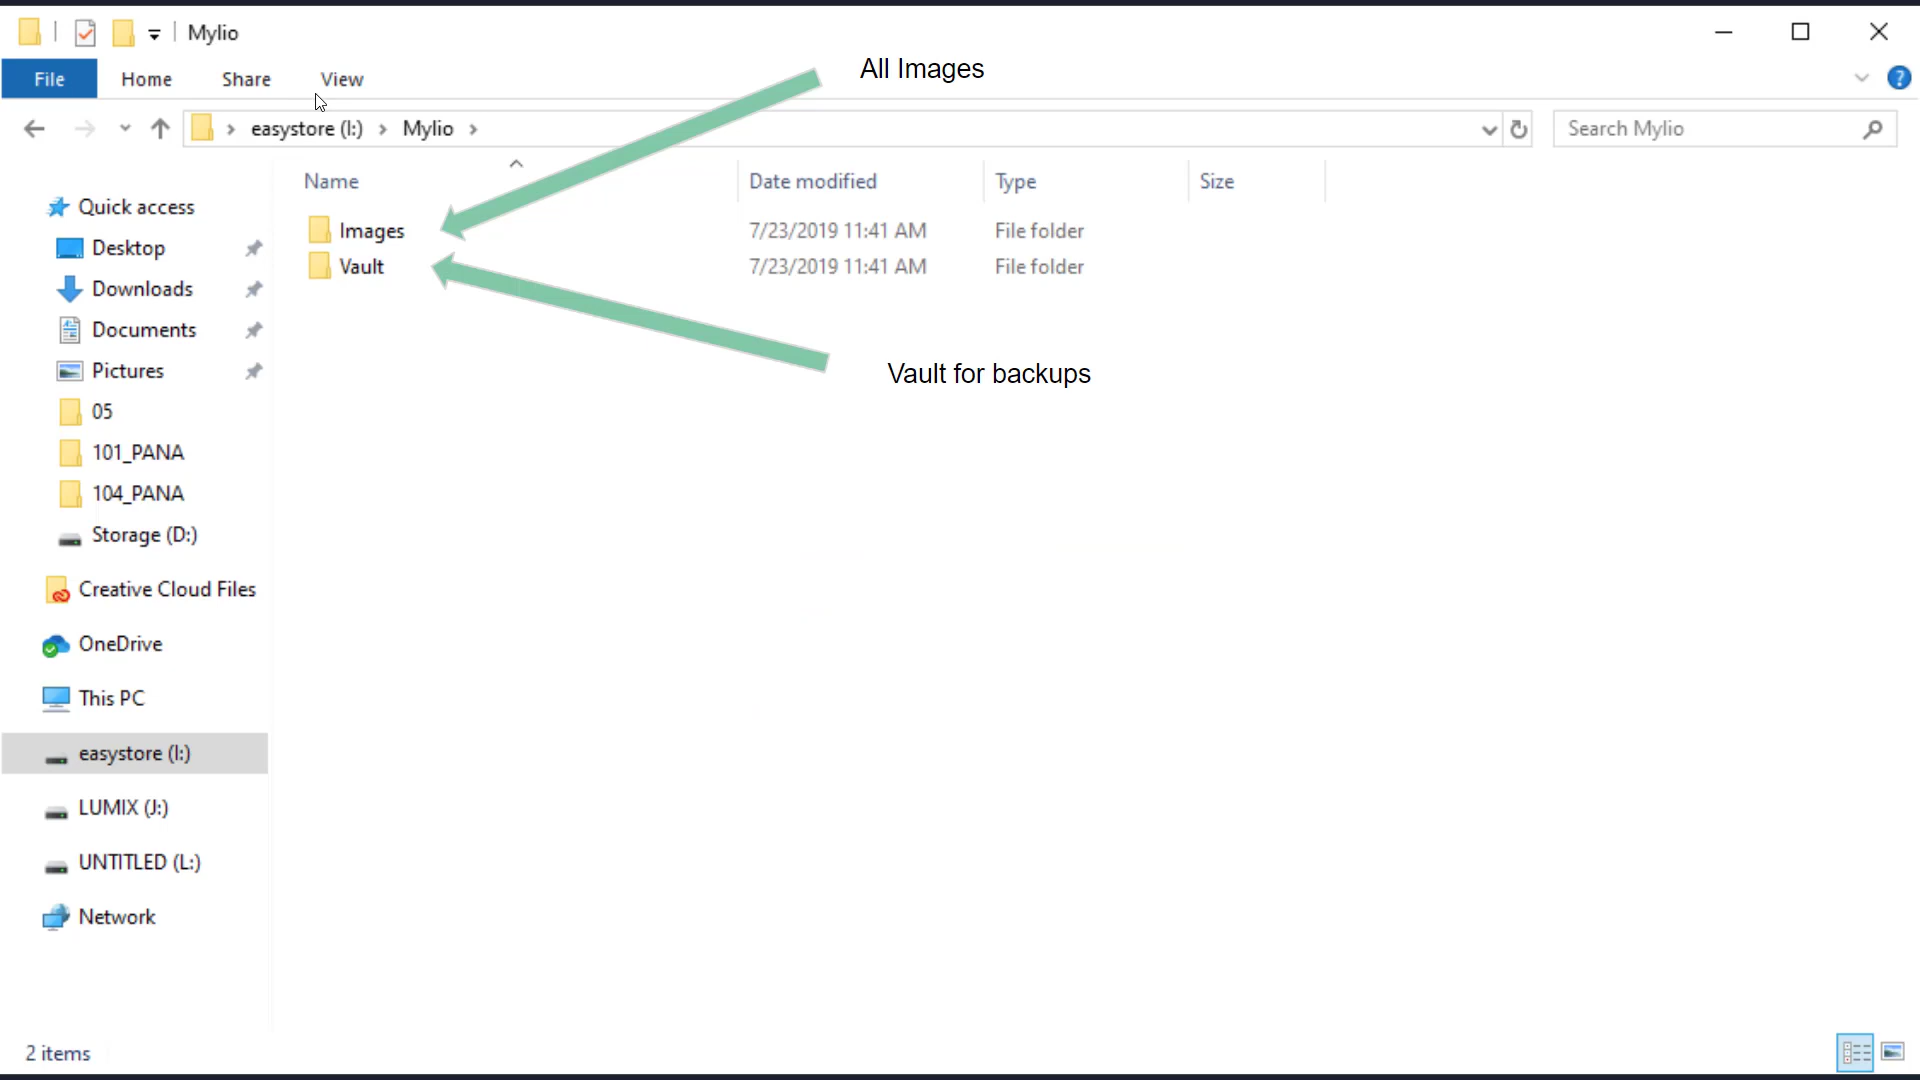 Mylio
File
Home
Share
View
All Images
?
easystore (I:)
Mylio
Search Mylio
Name
Date modified
Type
Size
Quick access
Desktop
Downloads
Documents
Pictures
05
101_PANA
104_PANA
Storage (D:)
Creative Cloud Files
OneDrive
This PC
easystore (I:)
LUMIX (J:)
UNTITLED (L:)
Network
Images
7/23/2019 11:41 AM
File folder
Vault
7/23/2019 11:41 AM
File folder
Vault for backups
2 items